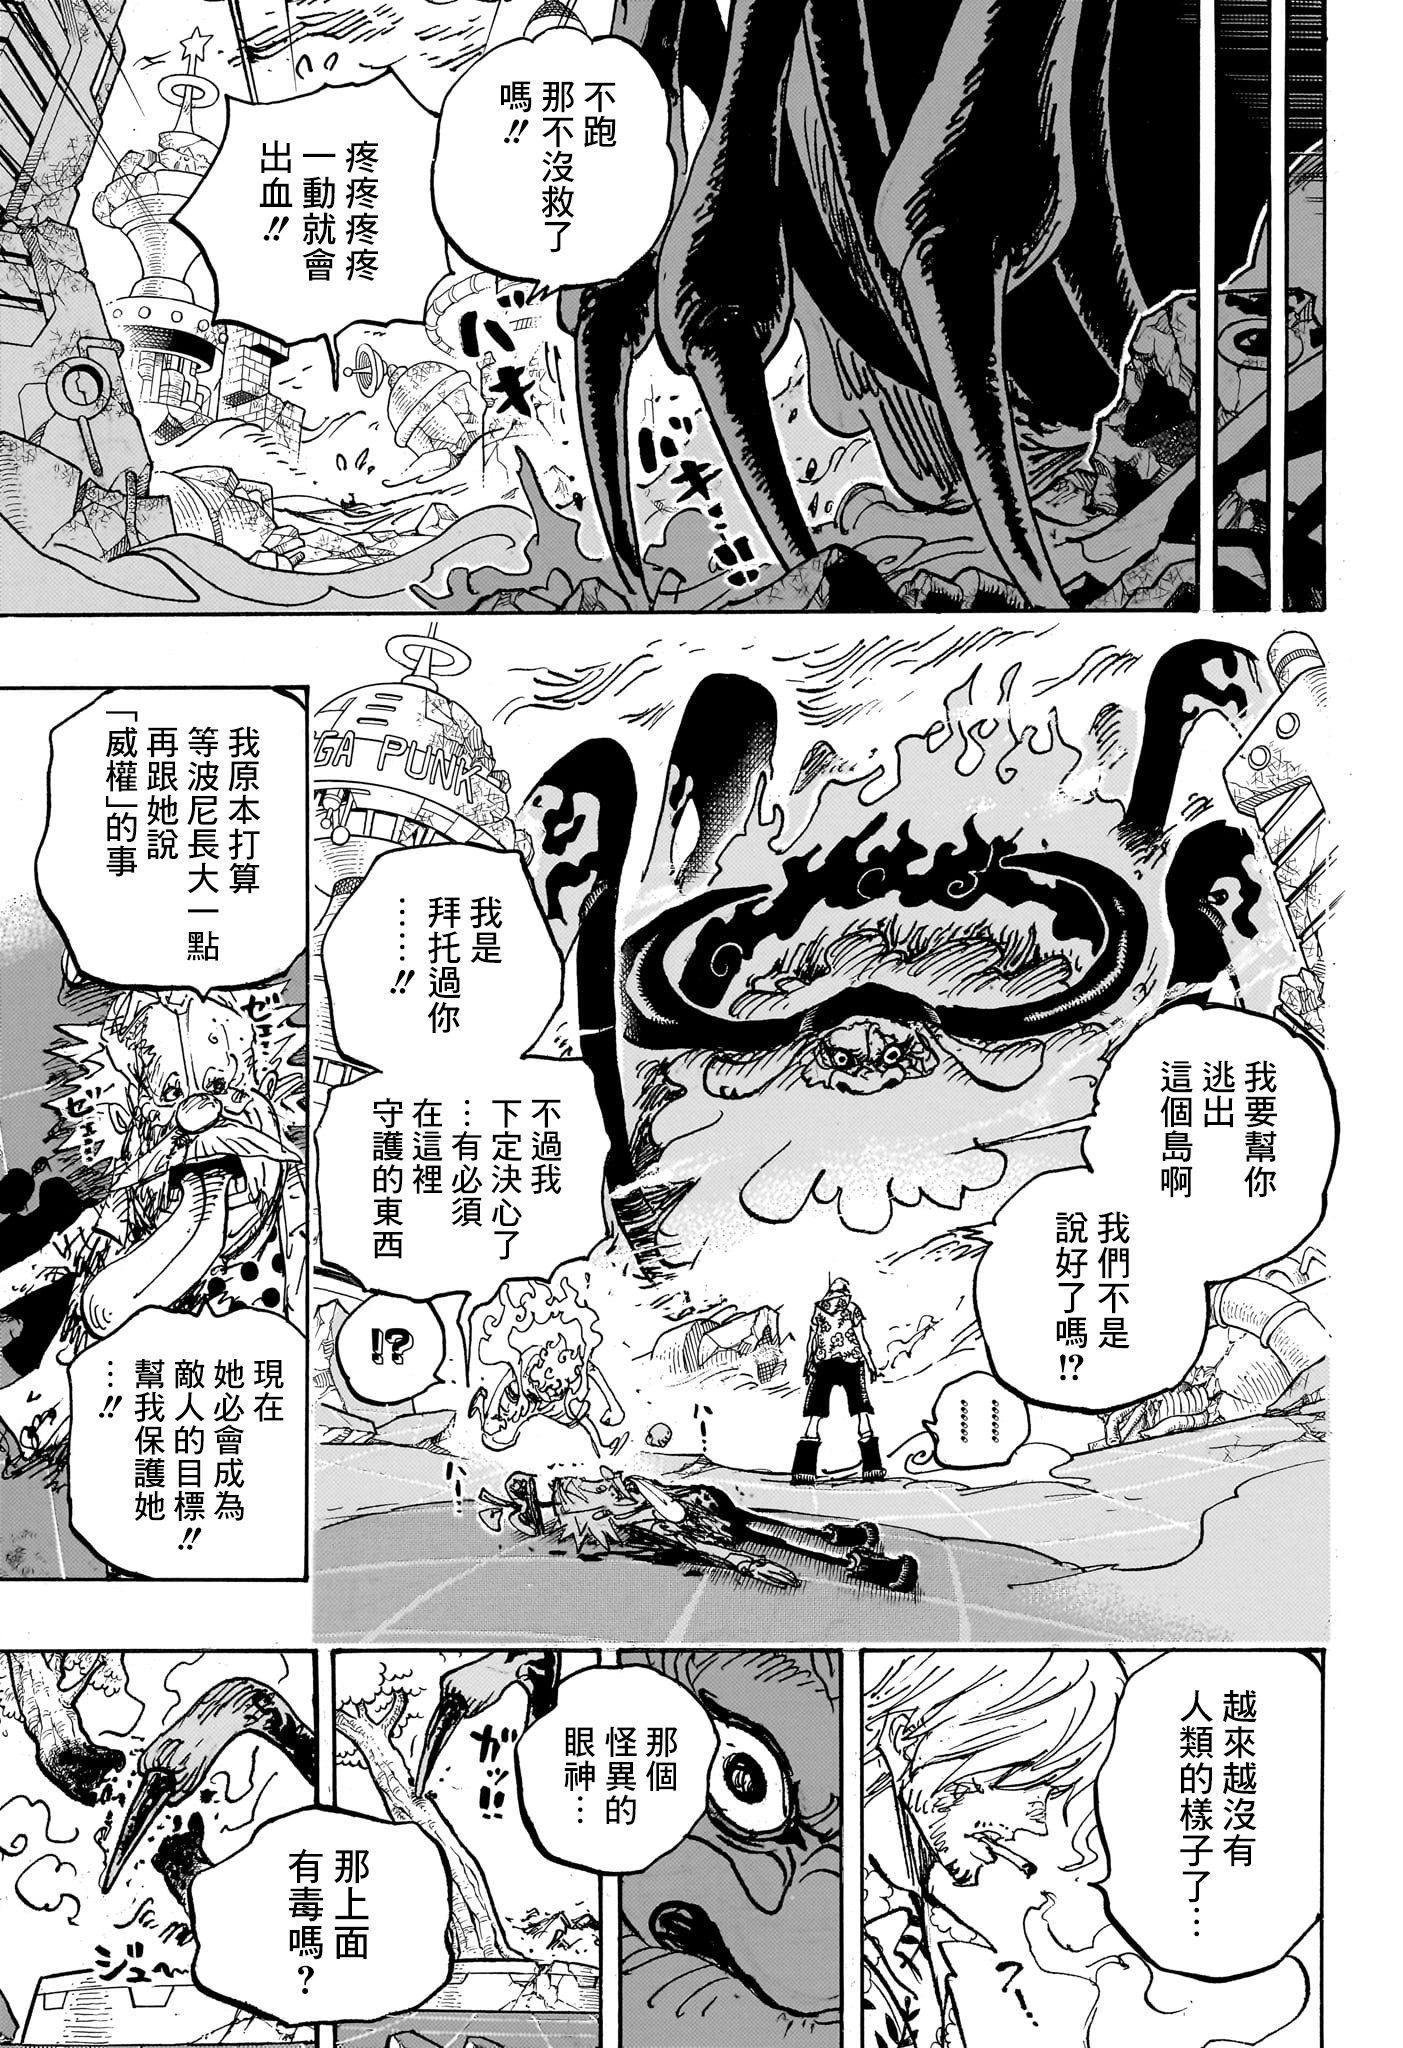 不跑
那不沒救了
嗎!!
疼疼疼疼
一動就會
出血!!
バキ
バキ…!!
我要幫你
逃出
這個島啊
我們不是
說好了嗎!?
………
………
我是
拜托過你
……!!
不過我
下定決心了
…有必須
在這裡
守護的東西
!?
GA PUNK
我原本打算
等波尼長大一點
再跟她說
「威權」的事
ゼェ…
ゼェ…
現在
她必會成為
敵人的目標!!
幫我保護她
…!!
越來越沒有
人類的樣子了…
…?
那個
怪異的
眼神…
ガッ!!
那上面
有毒嗎?
ジュ〜